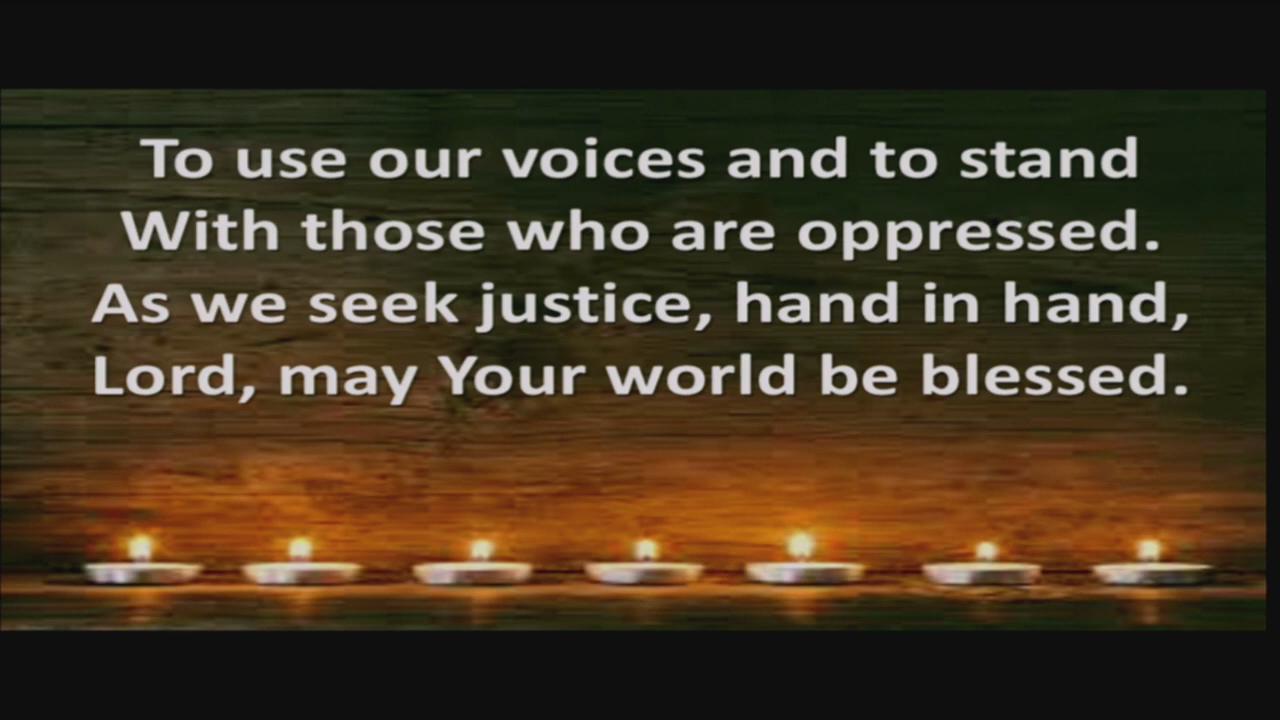 To use our voices and to stand
With those who are oppressed.
As we seek justice, hand in hand,
Lord, may Your world be blessed.